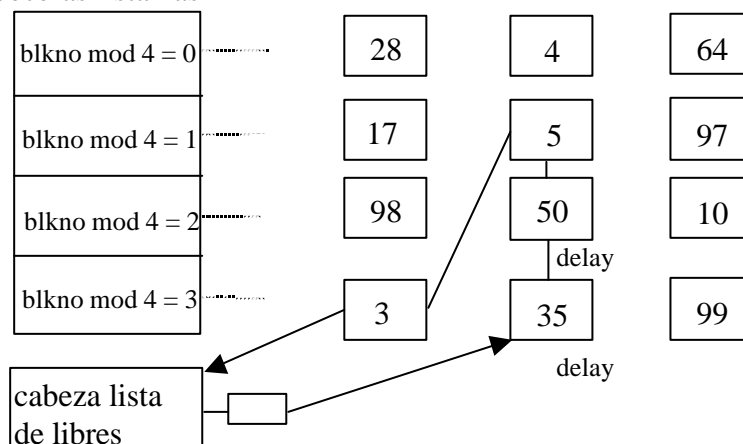 blkno mod 4 = 0 28 4 64
blkno mod 4 = 1 17 5 97
blkno mod 4 = 2 98 50 10
delay
blkno mod 4 = 3 3 35 99
delay
cabeza lista
de libres